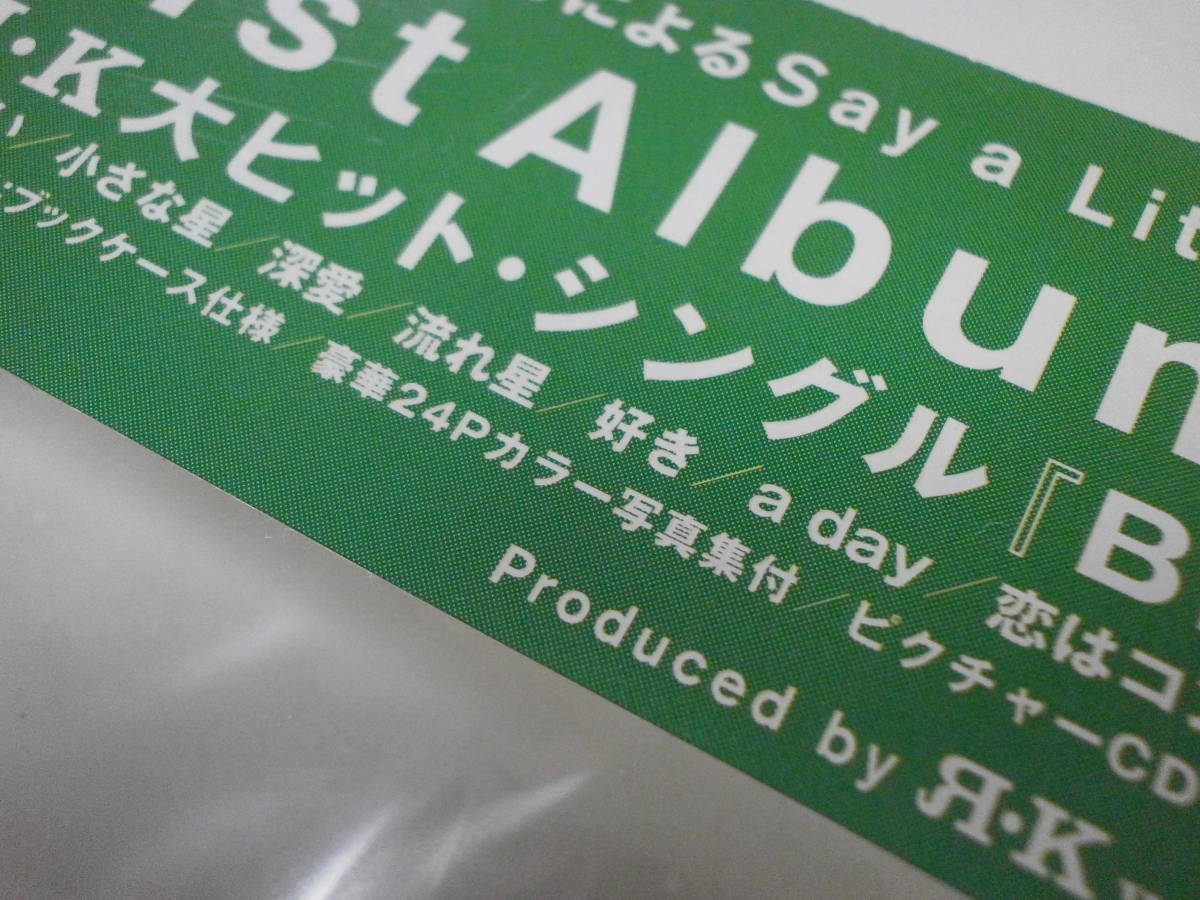 によるSay a Lit
st Album
K大ヒット・シングル『B
い／小さな星／深愛／流れ星／好き／a day／恋はコ
ブックケース仕様／豪華24Pカラー写真集付／ピクチャーCD
Produced by Я・K